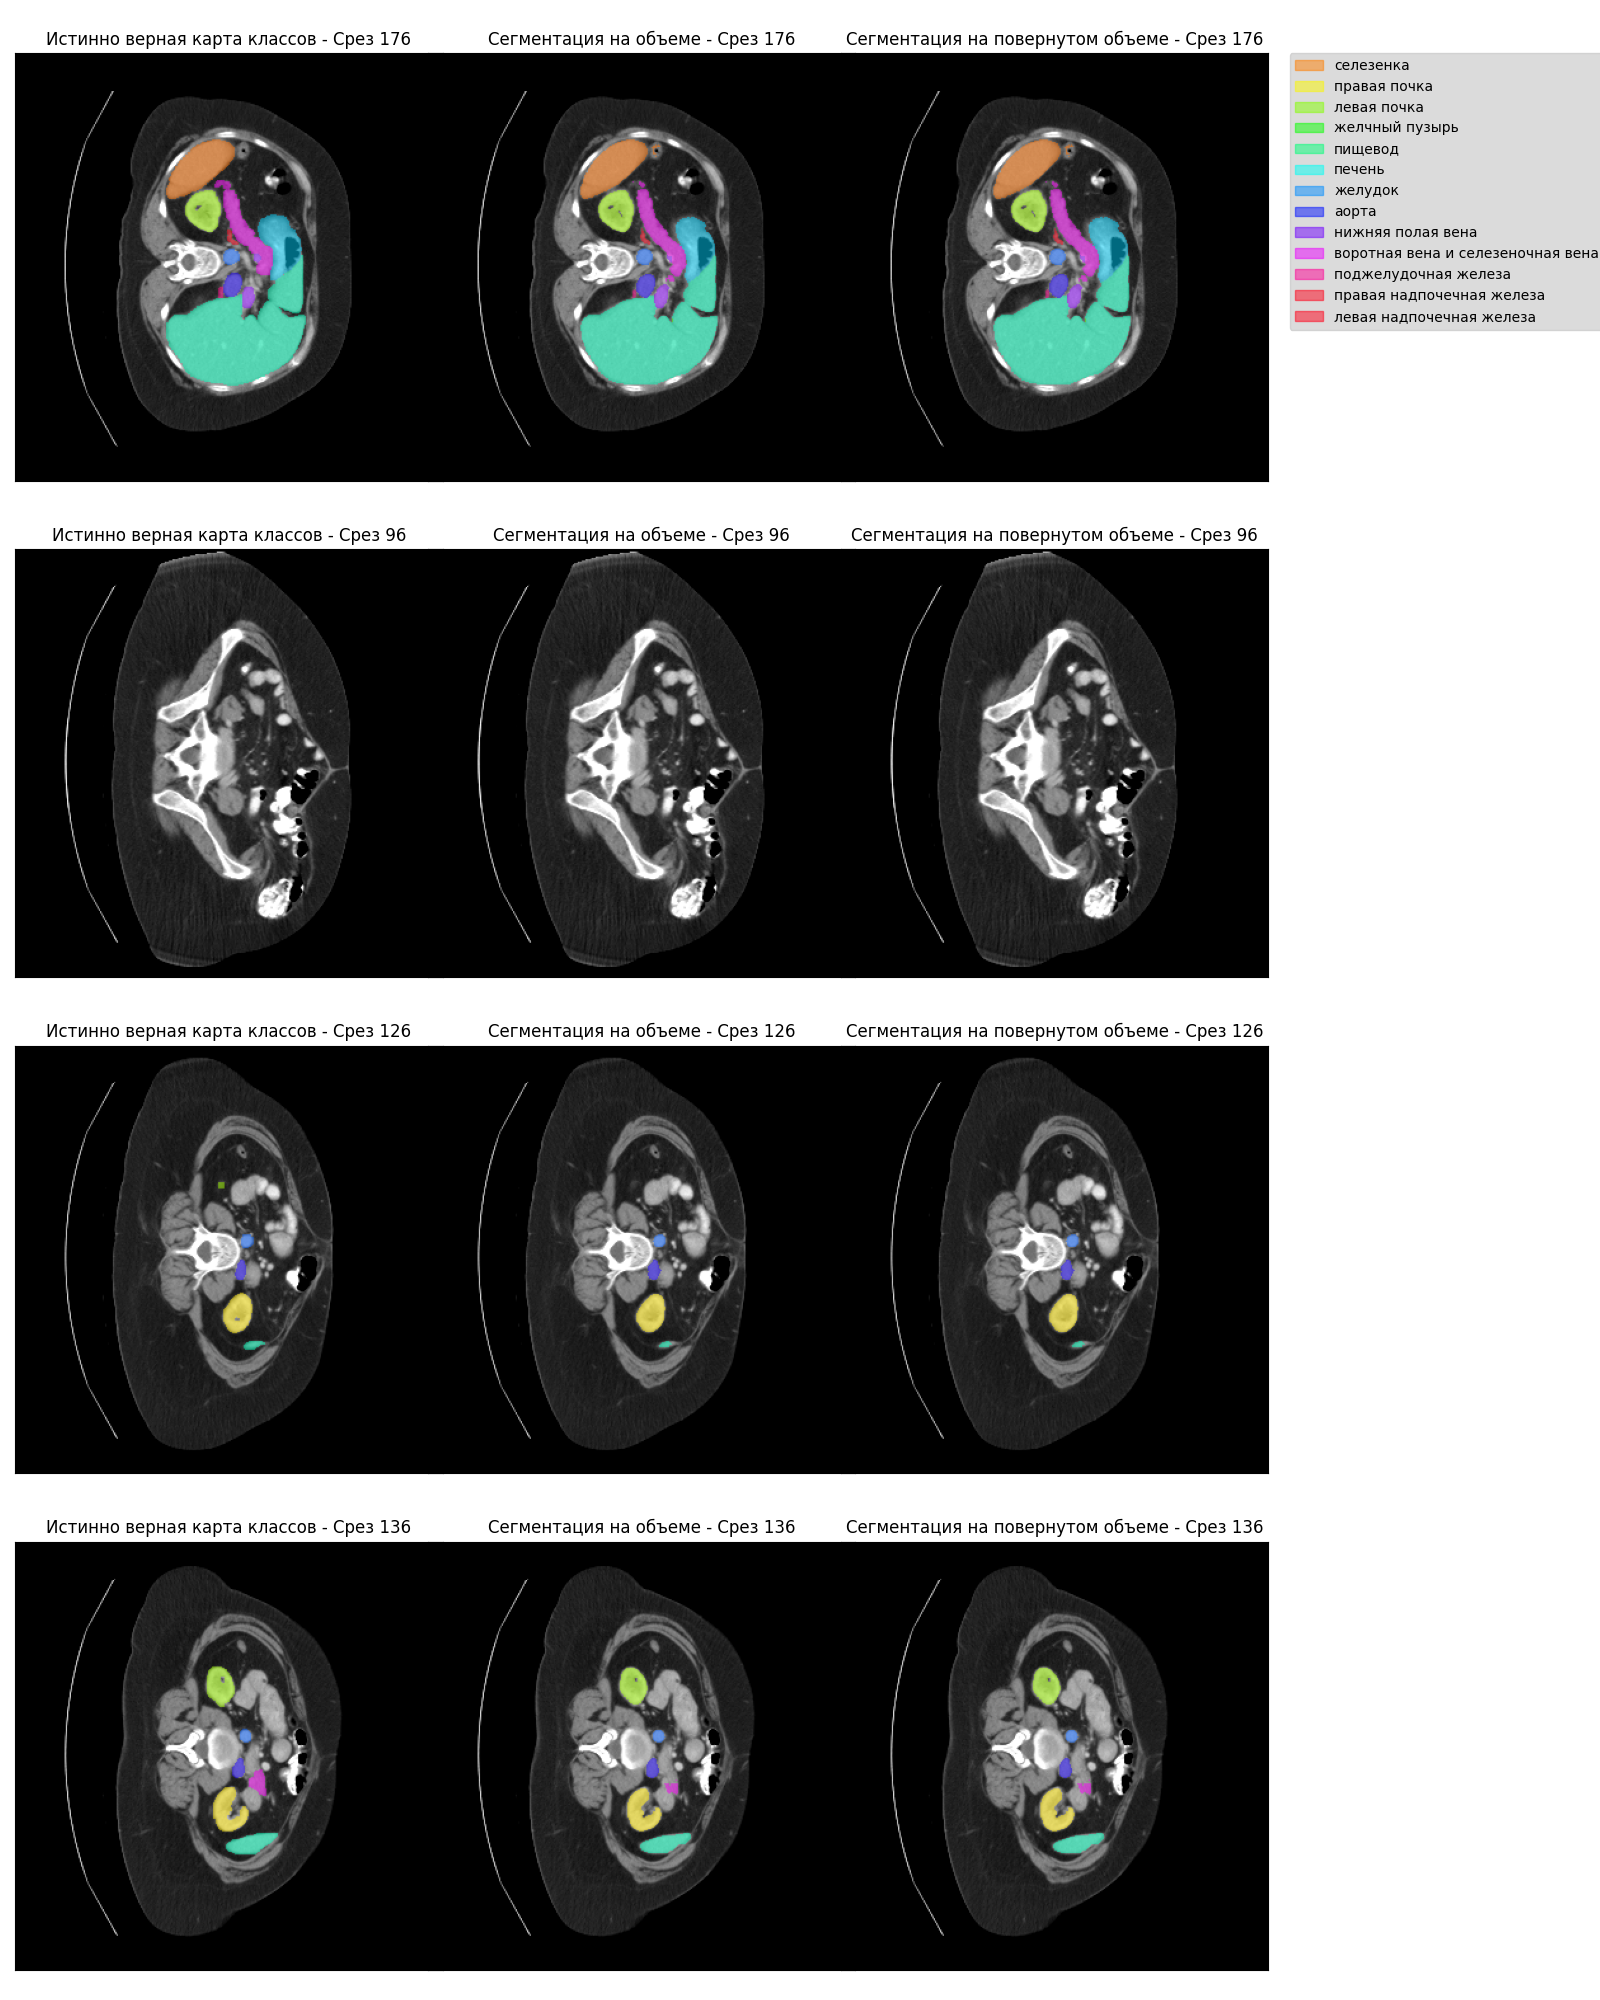 Истинно верная карта классов - Срез 176
Сегментация на объеме - Срез 176
Сегментация на повернутом объеме - Срез 176
селезенка
правая почка
левая почка
желчный пузырь
пищевод
печень
желудок
аорта
нижняя полая вена
воротная вена и селезеночная вена
поджелудочная железа
правая надпочечная железа
левая надпочечная железа
Истинно верная карта классов - Срез 96
Сегментация на объеме - Срез 96
Сегментация на повернутом объеме - Срез 96
Истинно верная карта классов - Срез 126
Сегментация на объеме - Срез 126
Сегментация на повернутом объеме - Срез 126
Истинно верная карта классов - Срез 136
Сегментация на объеме - Срез 136
Сегментация на повернутом объеме - Срез 136